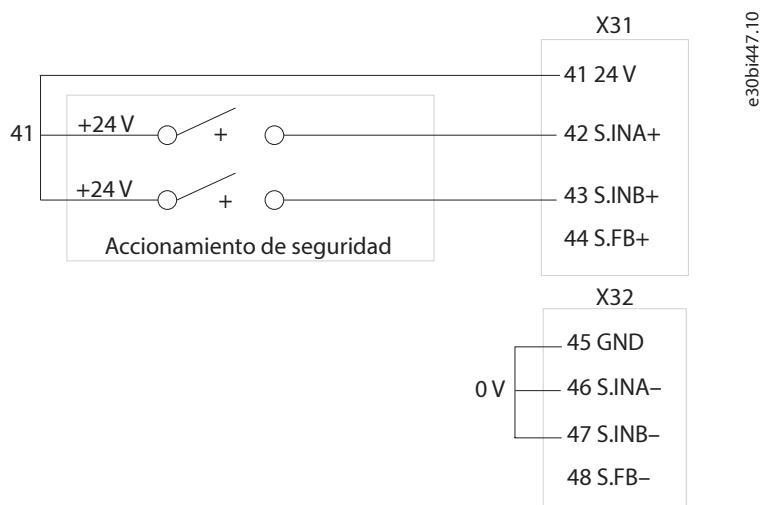 X31
41 24 V
41
+24 V
+
42 S.INA+
+24 V
+
43 S.INB+
Accionamiento de seguridad
44 S.FB+
X32
45 GND
0 V
46 S.INA–
47 S.INB–
48 S.FB–
e30bi447.10